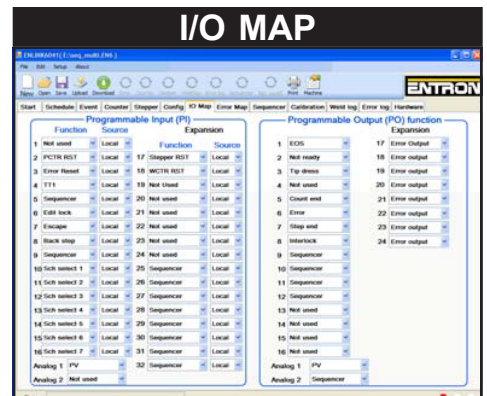 I/O MAP
ENLINKAD#1( E:/seq_multi.EN6 )
File Edit Setup About
New Open Save Upload Download Print Machine
ENTRON
Start Schedule Event Counter Stepper Config IO Map Error Map Sequencer Calibration Weld log Error log Hardware
Programmable Input (PI) Programmable Output (PO) function
Expansion Expansion
Function Source Function Source
1 Not used Local 1 EOS 17 Error Output
2 PCTR RST Local 17 Stepper RST Local 2 Not ready 18 Error output
3 Error Reset Local 18 WCTR RST Local 3 Tip dress 19 Error output
4 TT1 Local 19 Not Used Local 4 Not used 20 Error output
5 Sequencer Local 20 Not used Local 5 Count end 21 Error output
6 Edit lock Local 21 Not used Local 6 Error 22 Error output
7 Escape Local 22 Not used Local 7 Step end 23 Error output
8 Back step Local 23 Not used Local 8 Interlock 24 Error output
9 Sequencer Local 24 Not used Local 9 Sequencer
10 Sch select 1 Local 25 Sequencer Local 10 Sequencer
11 Sch select 2 Local 26 Sequencer Local 11 Sequencer
12 Sch select 3 Local 27 Sequencer Local 12 Sequencer
13 Sch select 4 Local 28 Sequencer Local 13 Not used
14 Sch select 5 Local 29 Sequencer Local 14 Not used
15 Sch select 6 Local 30 Sequencer Local 15 Not used
16 Sch select 7 Local 31 Sequencer Local 16 Not used
Analog 1 PV 32 Sequencer Local Analog 1 PV
Analog 2 Not used Analog 2 Sequencer